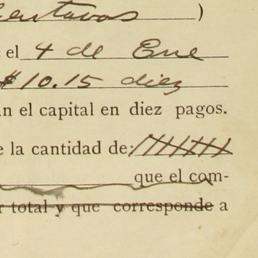 centavos )
el 4 de Ene
$10.15 diez
n el capital en diez pagos.
e la cantidad de;
que el com-
r total y que corresponde a